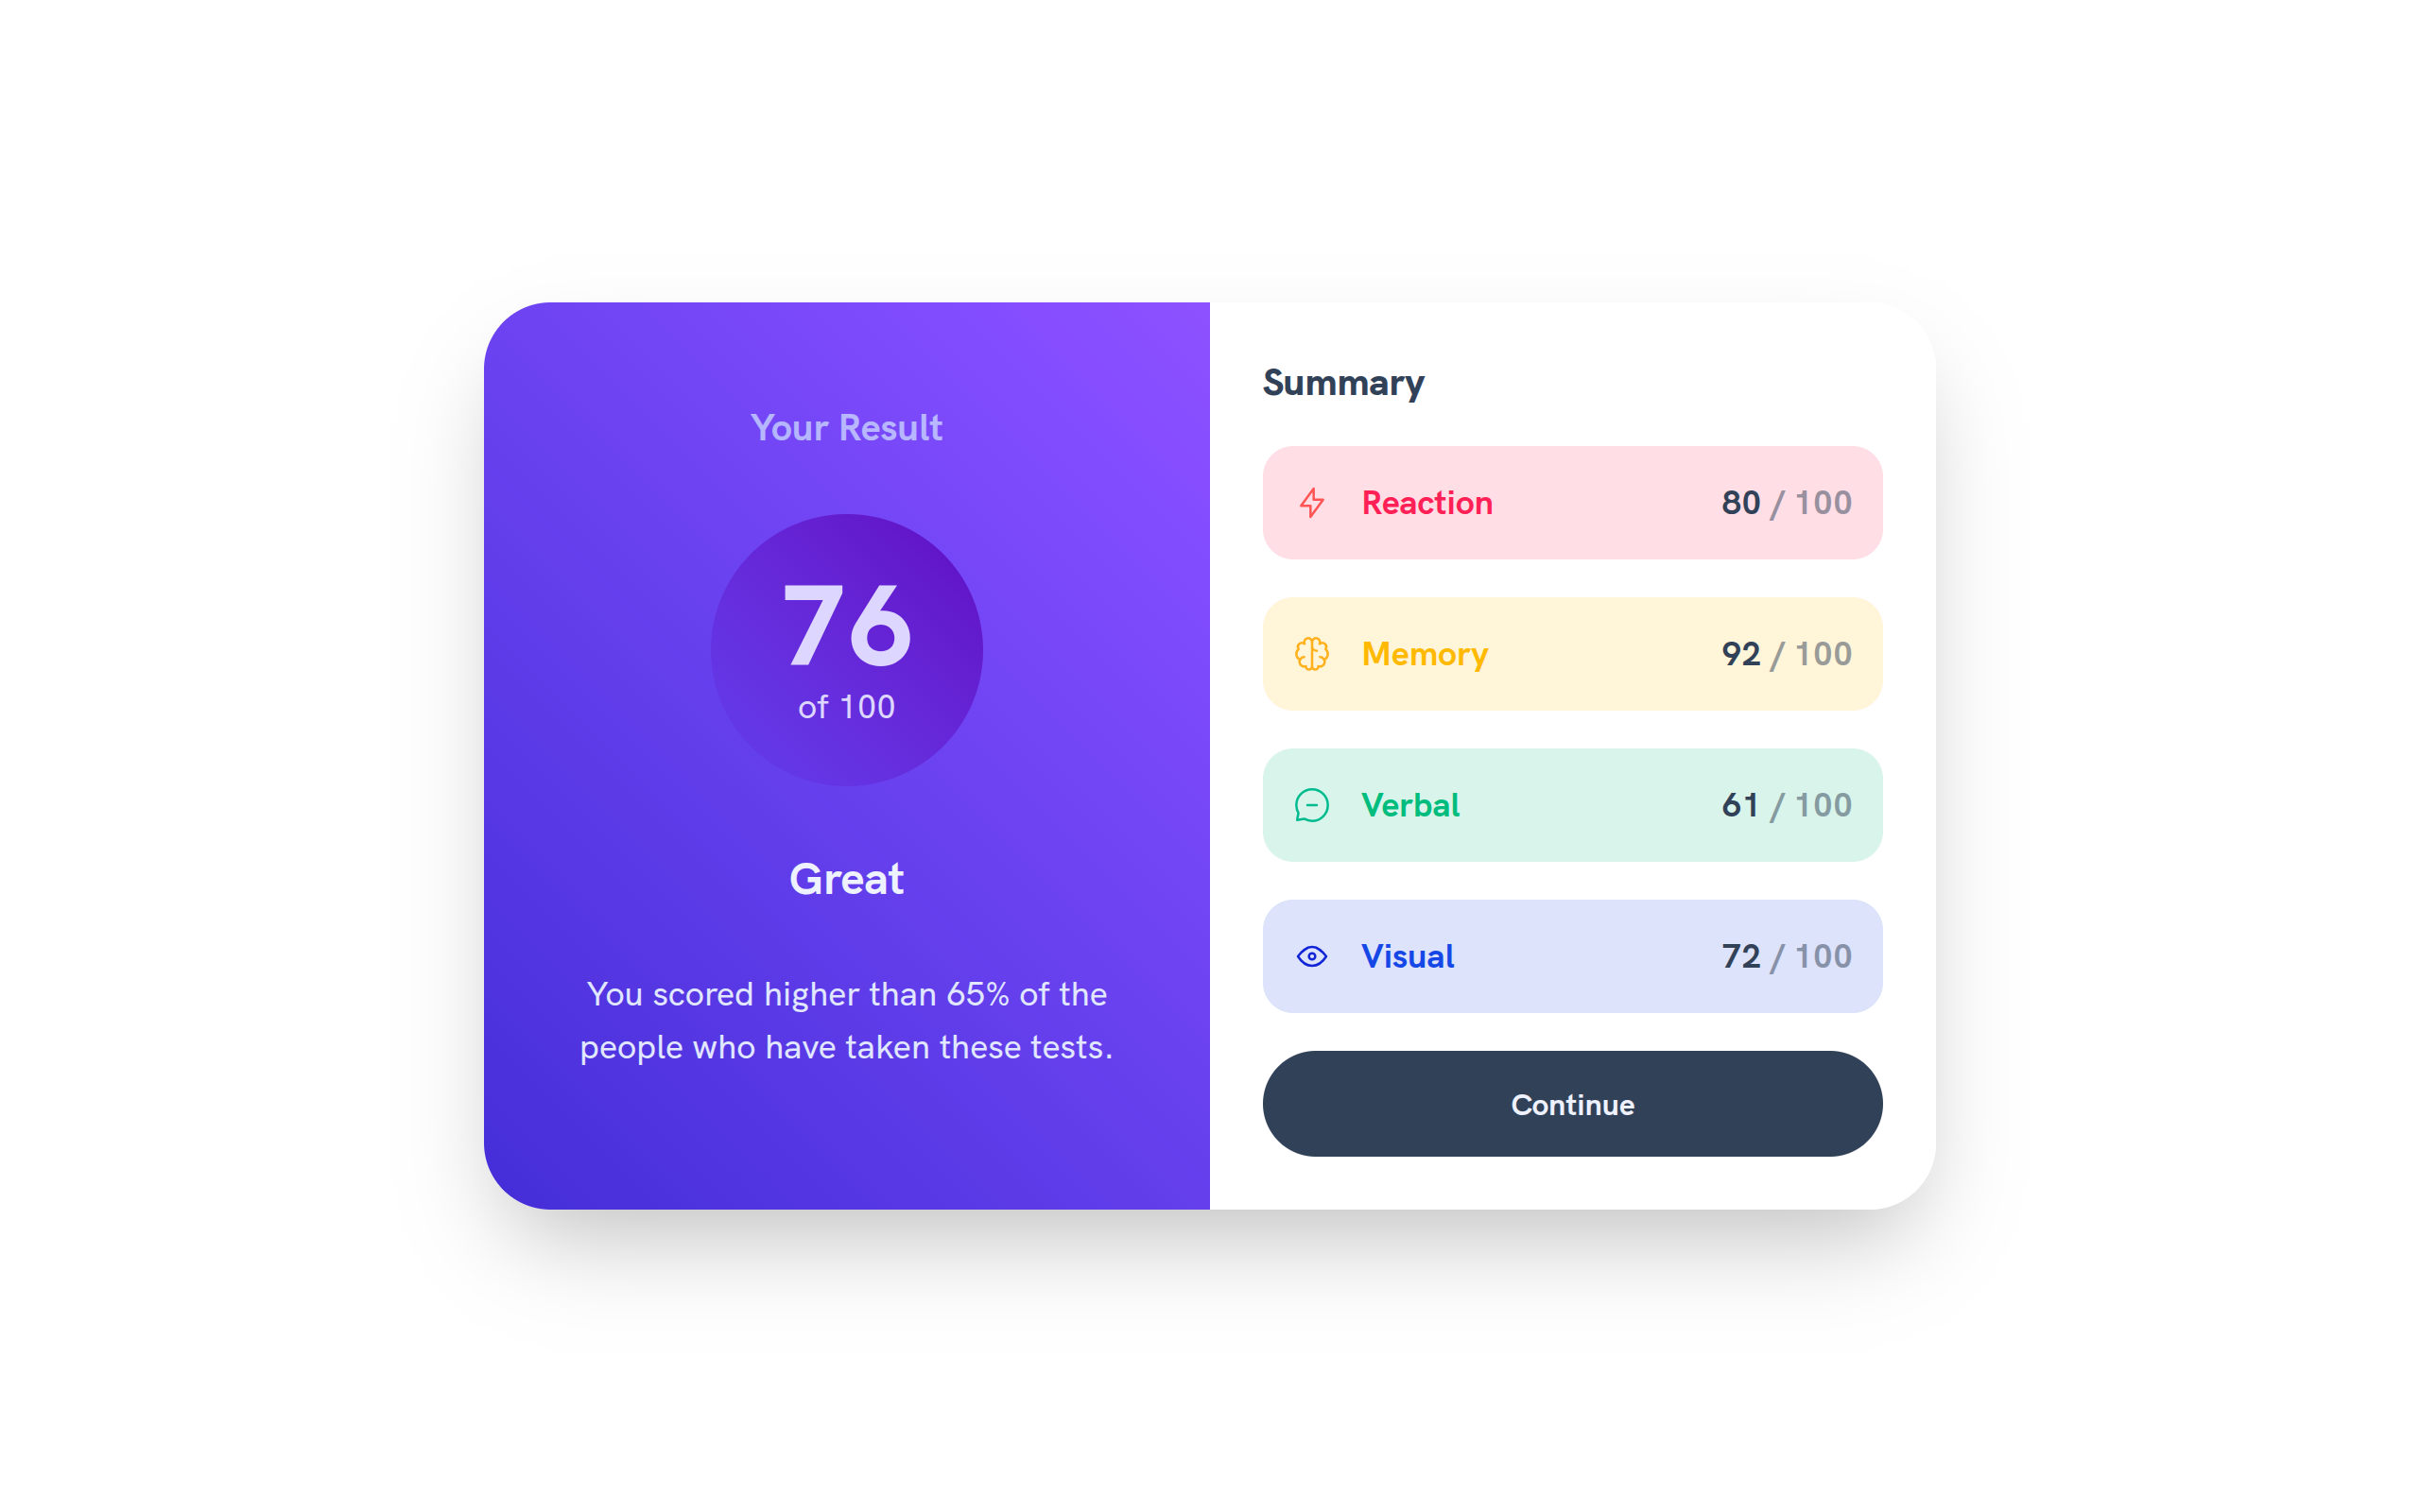 Your Result
76
of 100
Great
You scored higher than 65% of the
people who have taken these tests.
Summary
Reaction 80 / 100
Memory 92 / 100
Verbal 61 / 100
Visual 72 / 100
Continue